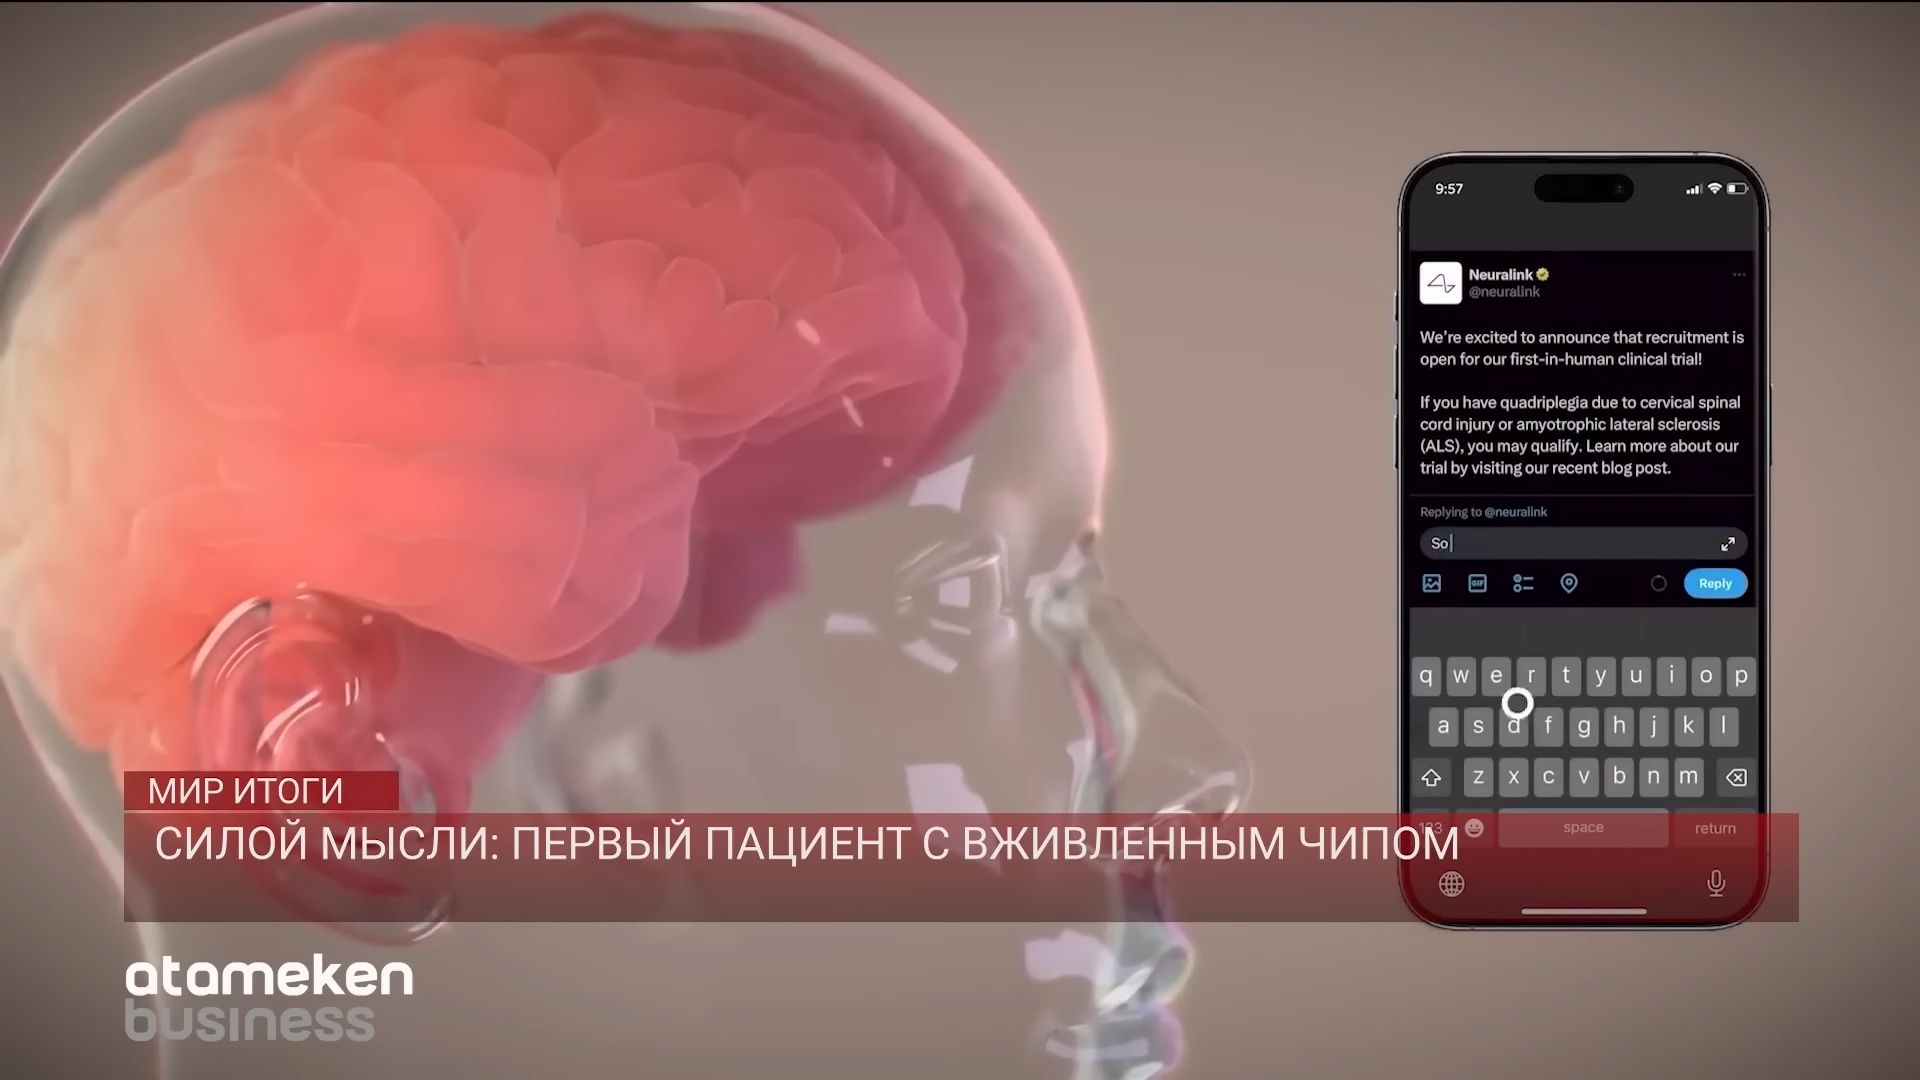 9:57
Neuralink
@neuralink
We're excited to announce that recruitment is
open for our first-in-human clinical trial!
If you have quadriplegia due to cervical spinal
cord injury or amyotrophic lateral sclerosis
(ALS), you may qualify. Learn more about our
trial by visiting our recent blog post.
Replying to @neuralink
So
GIF
Reply
q w e r t y u i o p
a s d f g h j k l
z x c v b n m
123 space return
МИР ИТОГИ
СИЛОЙ МЫСЛИ: ПЕРВЫЙ ПАЦИЕНТ С ВЖИВЛЕННЫМ ЧИПОМ
atameken
business